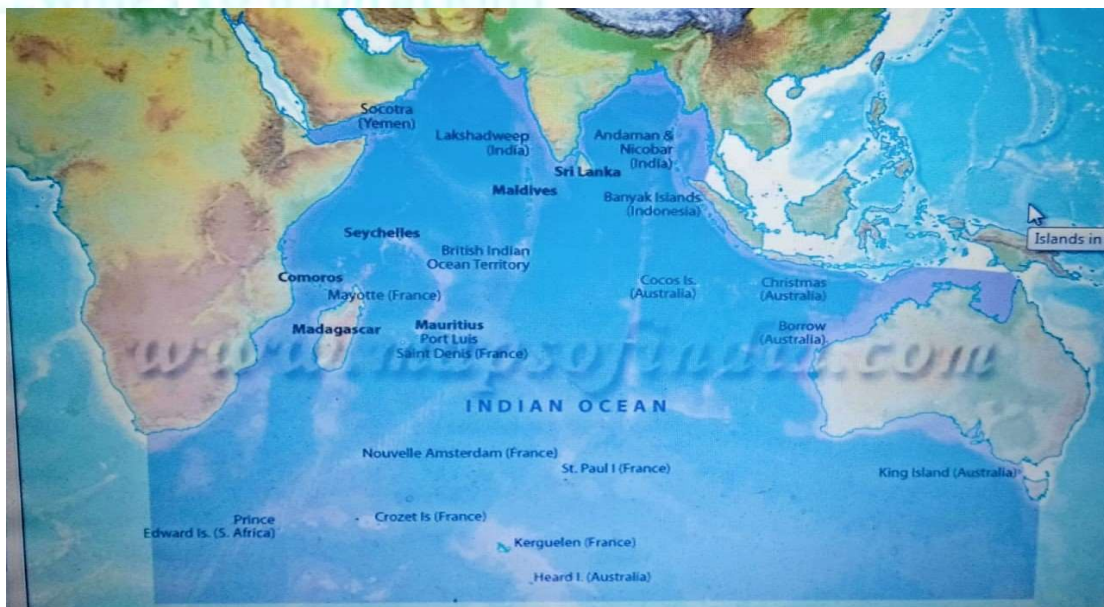 Socotra
(Yemen)
Lakshadweep
(India)
Andaman &
Nicobar
(India)
Sri Lanka
Maldives
Banyak Islands
(Indonesia)
Islands in
Seychelles
British Indian
Ocean Territory
Comoros
Mayotte (France)
Cocos Is.
(Australia)
Christmas
(Australia)
Madagascar
Mauritius
Port Luis
Saint Denis (France)
Borrow
(Australia)
www.mapsofindia.com
INDIAN OCEAN
Nouvelle Amsterdam (France)
St. Paul I (France)
King Island (Australia)
Prince
Edward Is. (S. Africa)
Crozet Is (France)
Kerguelen (France)
Heard I. (Australia)